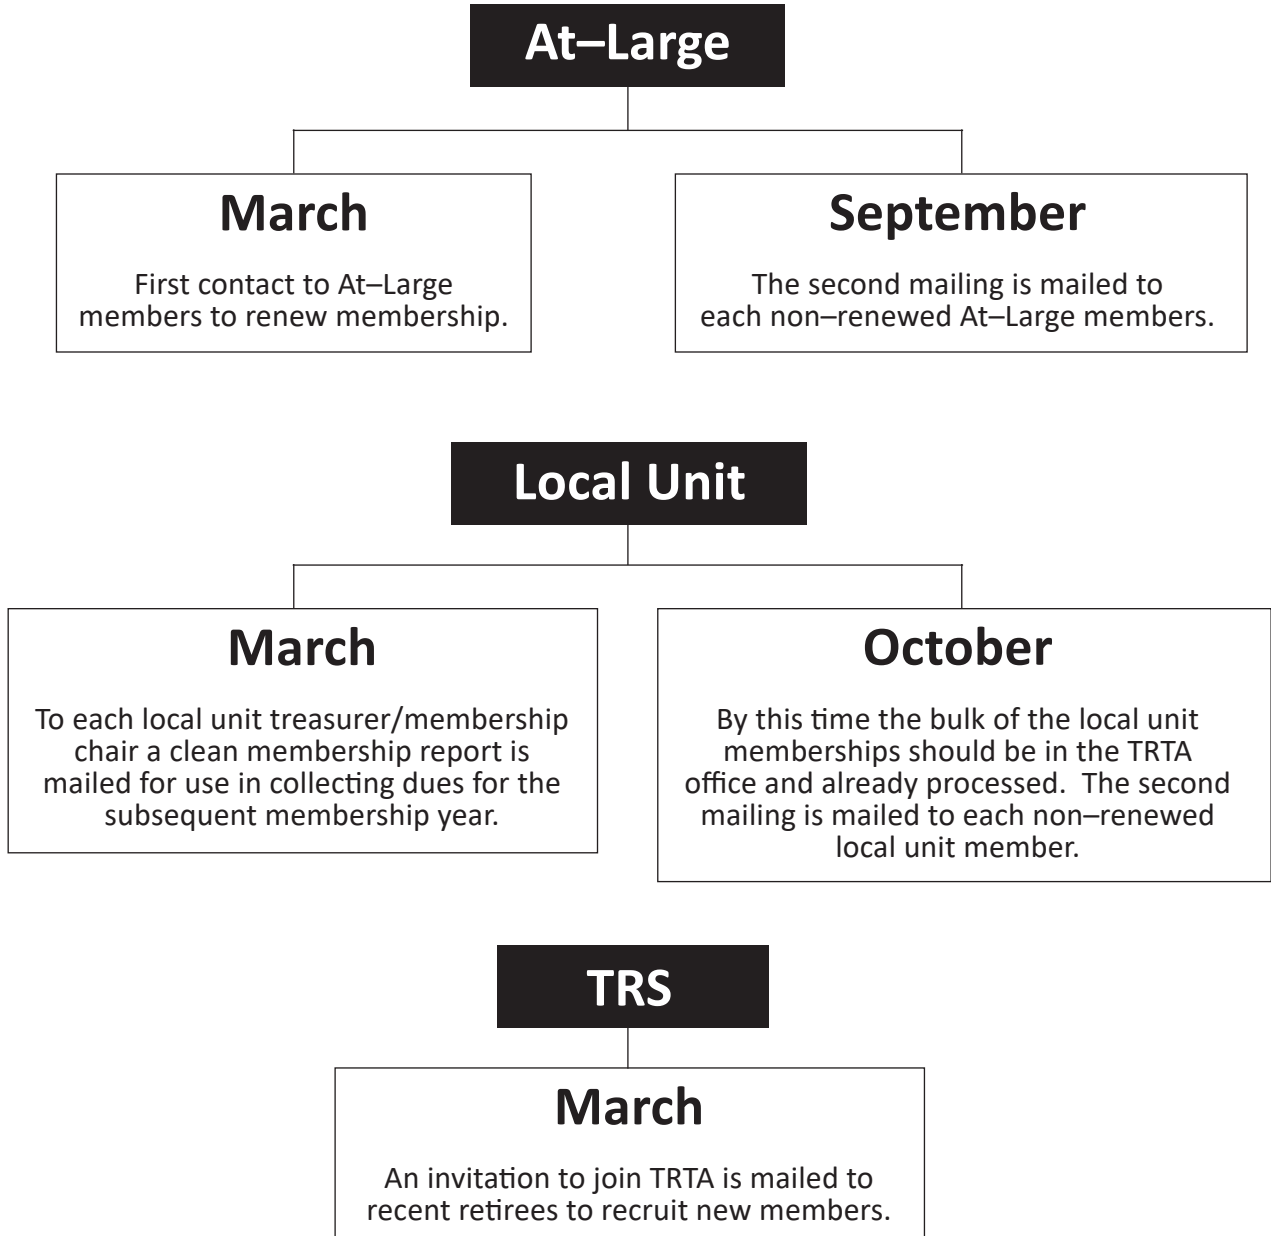 At–Large
March
First contact to At–Large
members to renew membership.
September
The second mailing is mailed to
each non–renewed At–Large members.
Local Unit
March
To each local unit treasurer/membership
chair a clean membership report is
mailed for use in collecting dues for the
subsequent membership year.
October
By this time the bulk of the local unit
memberships should be in the TRTA
office and already processed.  The second
mailing is mailed to each non–renewed
local unit member.
TRS
March
An invitation to join TRTA is mailed to
recent retirees to recruit new members.